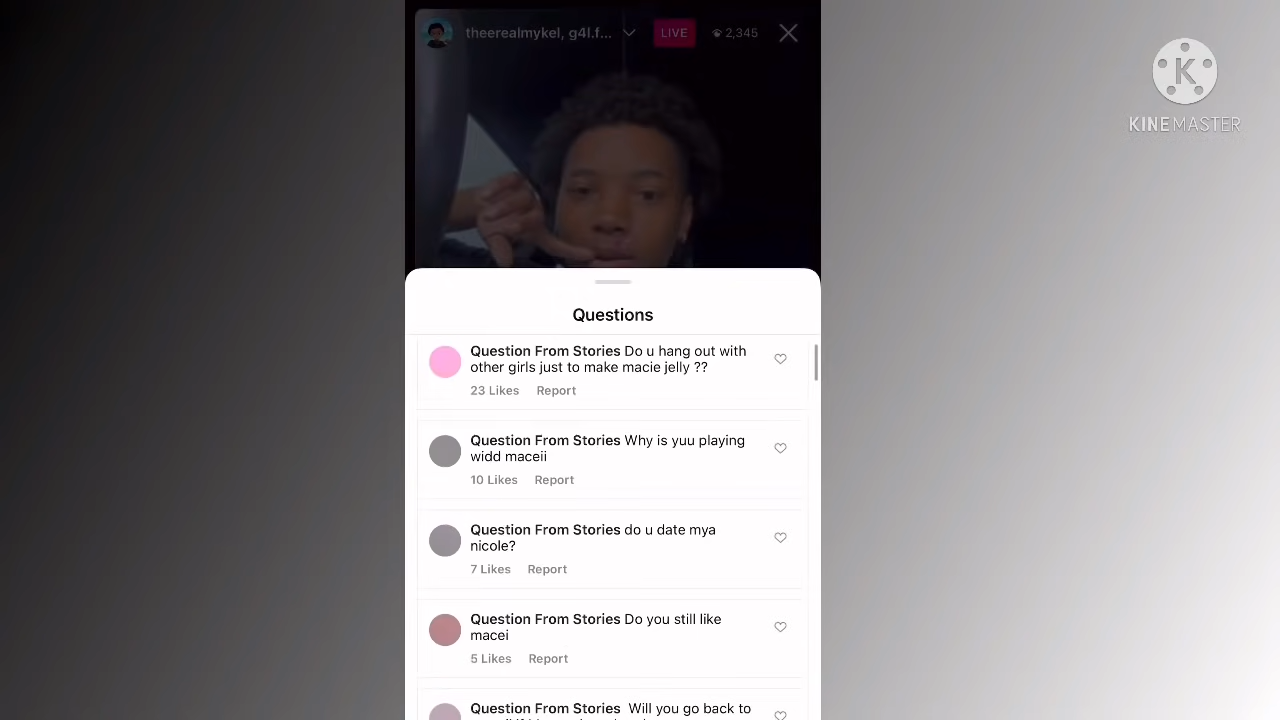 theerealmykel, g4l.f...
LIVE
2,345
KINEMASTER
Questions
Question From Stories Do u hang out with
other girls just to make macie jelly ??
23 Likes Report
Question From Stories Why is yuu playing
widd maceii
10 Likes Report
Question From Stories do u date mya
nicole?
7 Likes Report
Question From Stories Do you still like
macei
5 Likes Report
Question From Stories Will you go back to